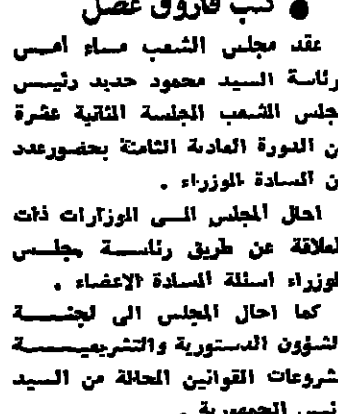 ● كتب فاروق عضل
عقد مجلس الشعب مساء أمس
رئاسة السيد محمود حديد رئيس
جلس الشعب الجلسة الثانية عشرة
ن الدورة العادية الثامنة بحضور عدد
ن السادة الوزراء .
احال المجلس الى الوزارات ذات
لعلاقة عن طريق رئاسة مجلس
لوزراء اسئلة السادة الاعضاء .
كما احال المجلس الى لجنة
لشؤون الدستورية والتشريعية
شروعات القوانين المحالة من السيد
ئيس الجمهورية .